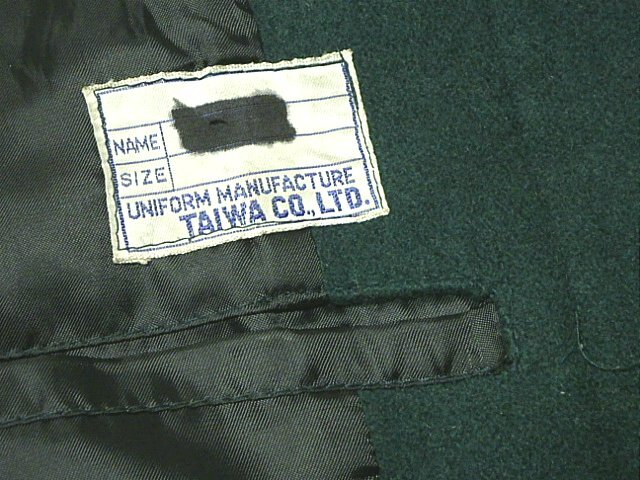 NAME
SIZE
UNIFORM MANUFACTURE
TAIWA CO., LTD.